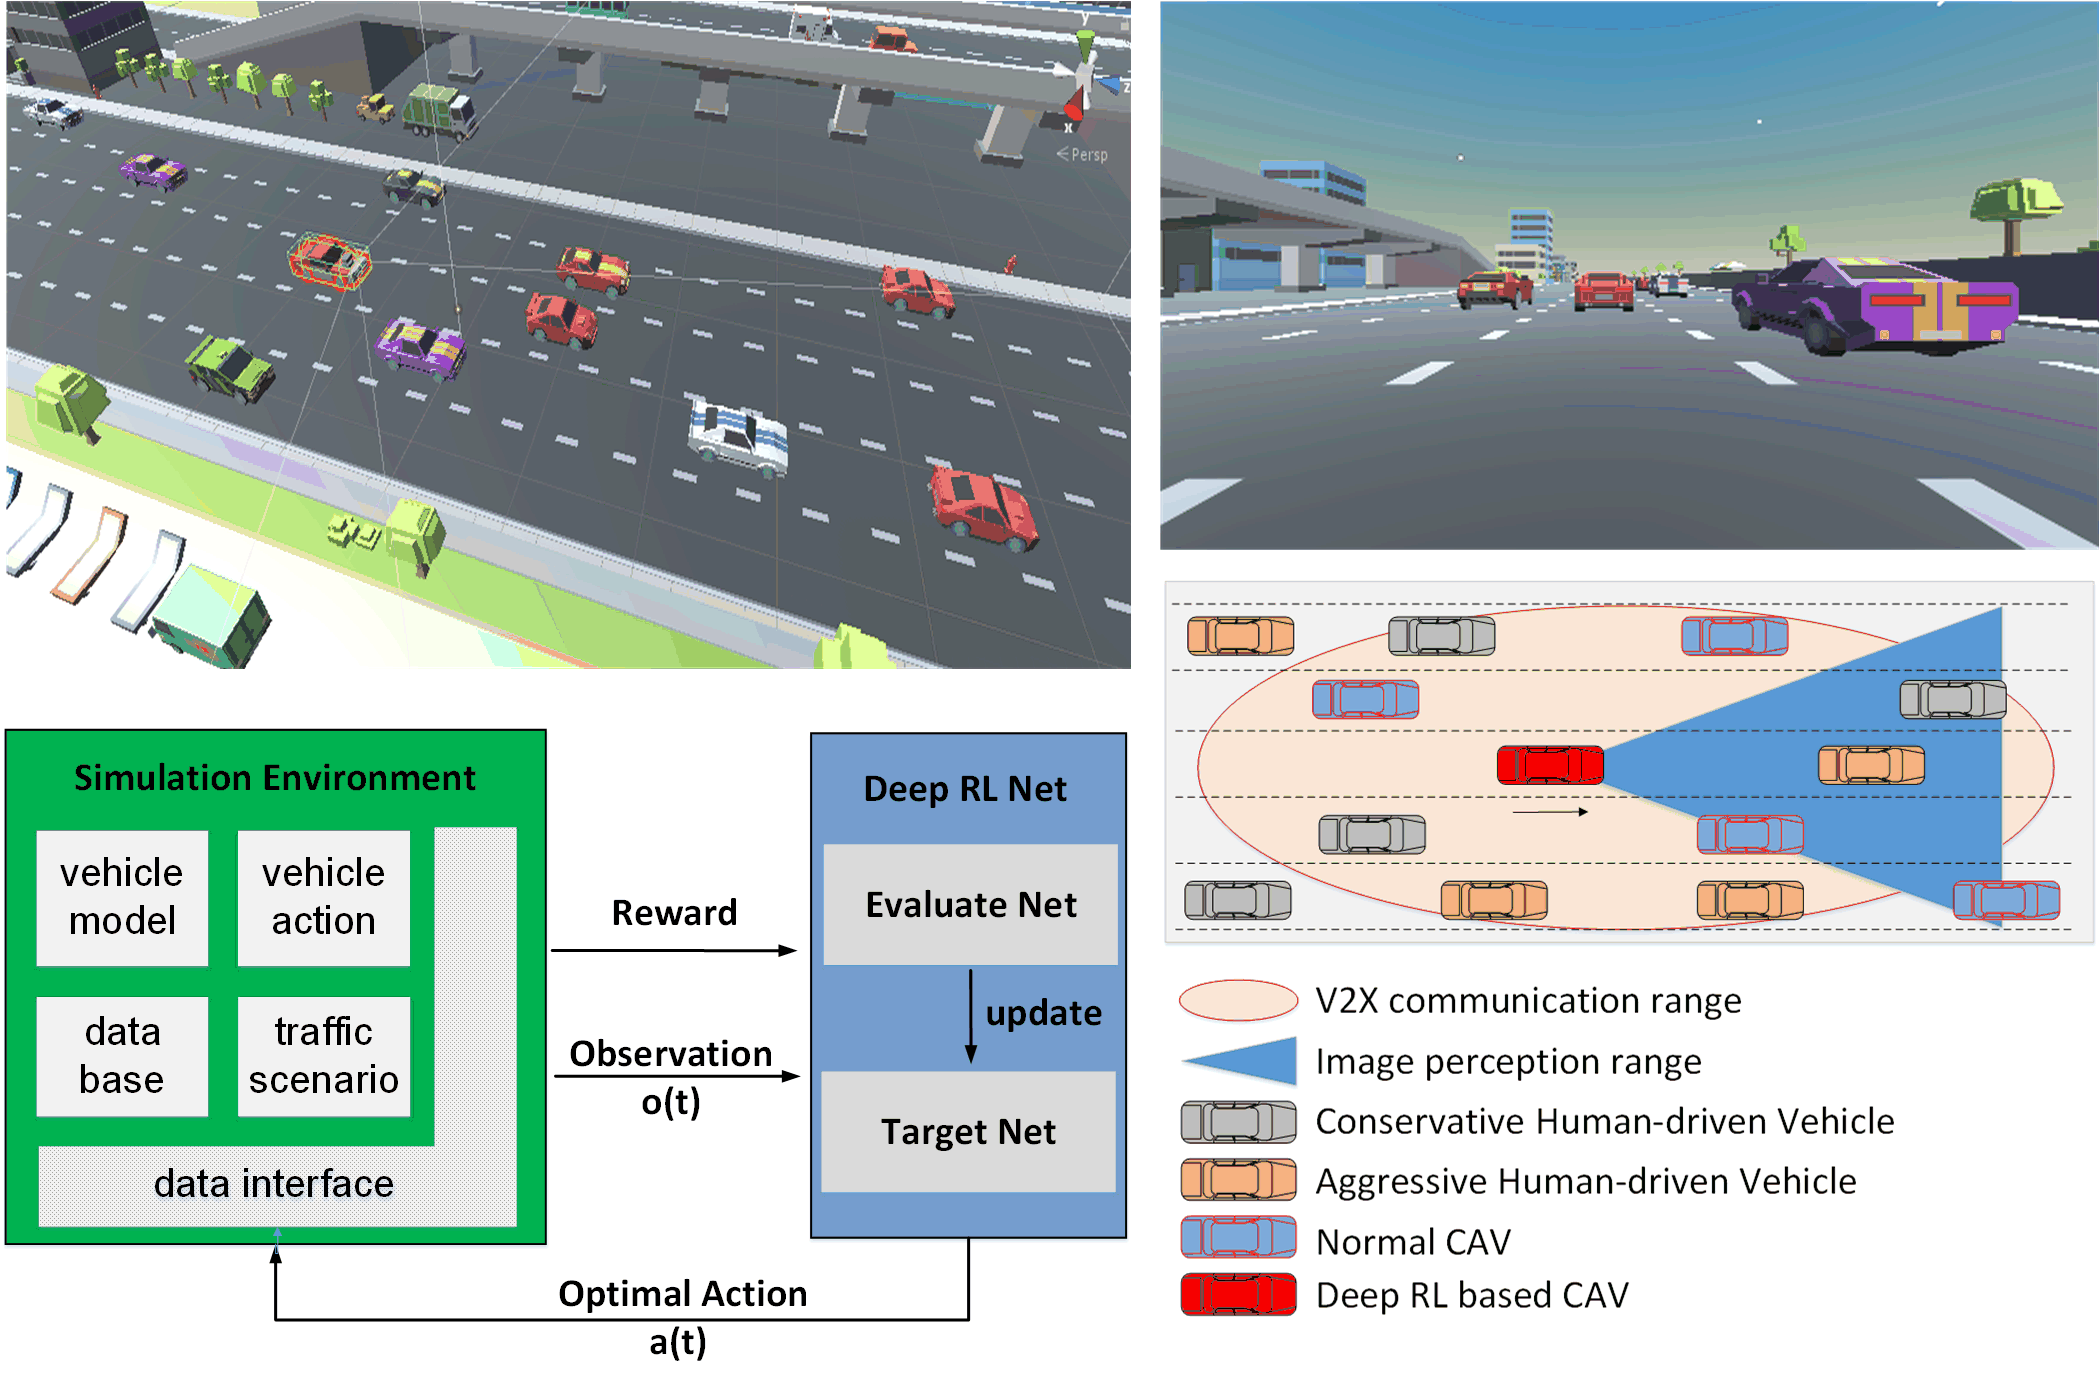 y
z
x
Persp
Simulation Environment
vehicle
model
vehicle
action
data
base
traffic
scenario
data interface
Reward
Observation
o(t)
Deep RL Net
Evaluate Net
update
Target Net
Optimal Action
a(t)
V2X communication range
Image perception range
Conservative Human-driven Vehicle
Aggressive Human-driven Vehicle
Normal CAV
Deep RL based CAV